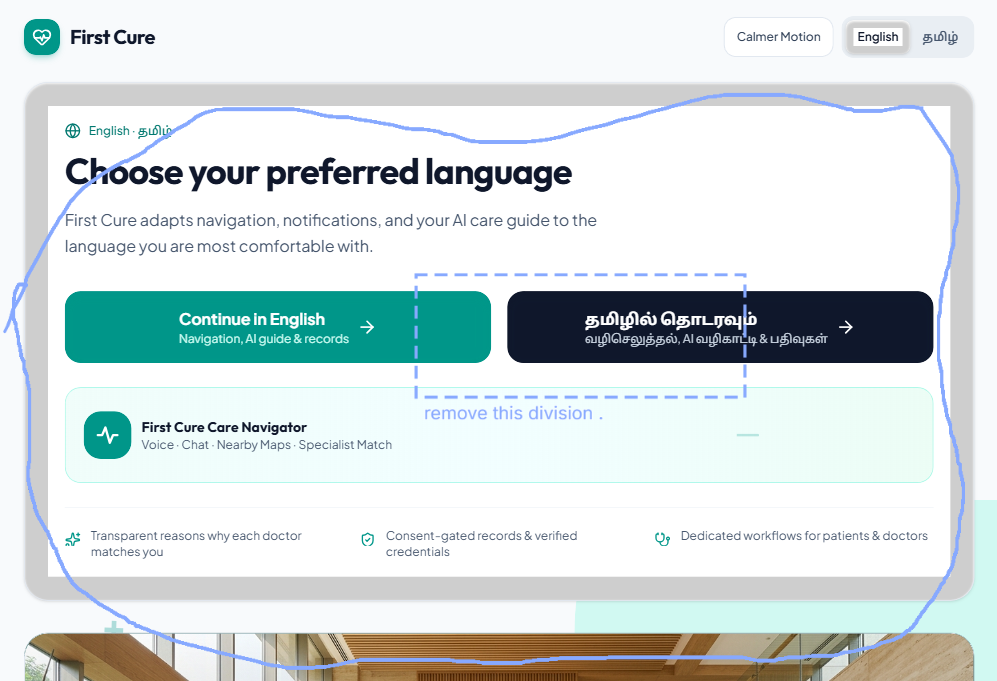 First Cure
Calmer Motion
English
தமிழ்
English · தமிழ்
Choose your preferred language
First Cure adapts navigation, notifications, and your AI care guide to the
language you are most comfortable with.
Continue in English
Navigation, AI guide & records
தமிழில் தொடரவும்
வழிசெலுத்தல், AI வழிகாட்டி & பதிவுகள்
remove this division .
First Cure Care Navigator
Voice · Chat · Nearby Maps · Specialist Match
Transparent reasons why each doctor
matches you
Consent-gated records & verified
credentials
Dedicated workflows for patients & doctors